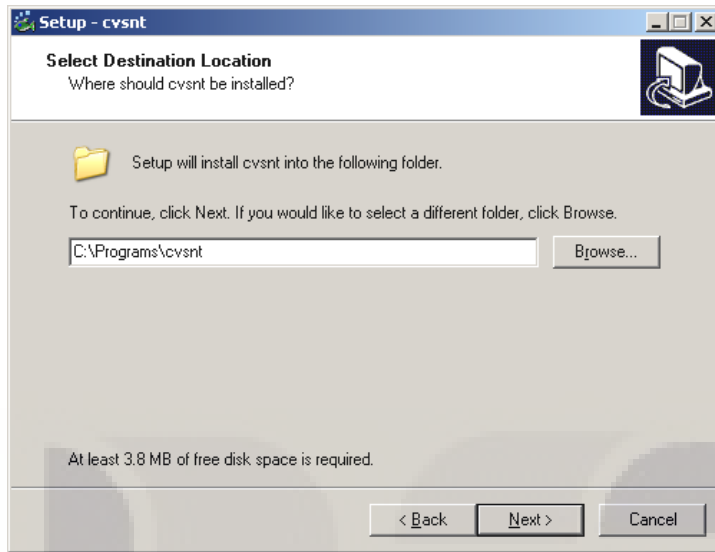 Setup - cvsnt
Select Destination Location
Where should cvsnt be installed?
Setup will install cvsnt into the following folder.
To continue, click Next. If you would like to select a different folder, click Browse.
C:\Programs\cvsnt
Browse...
At least 3.8 MB of free disk space is required.
< Back
Next >
Cancel